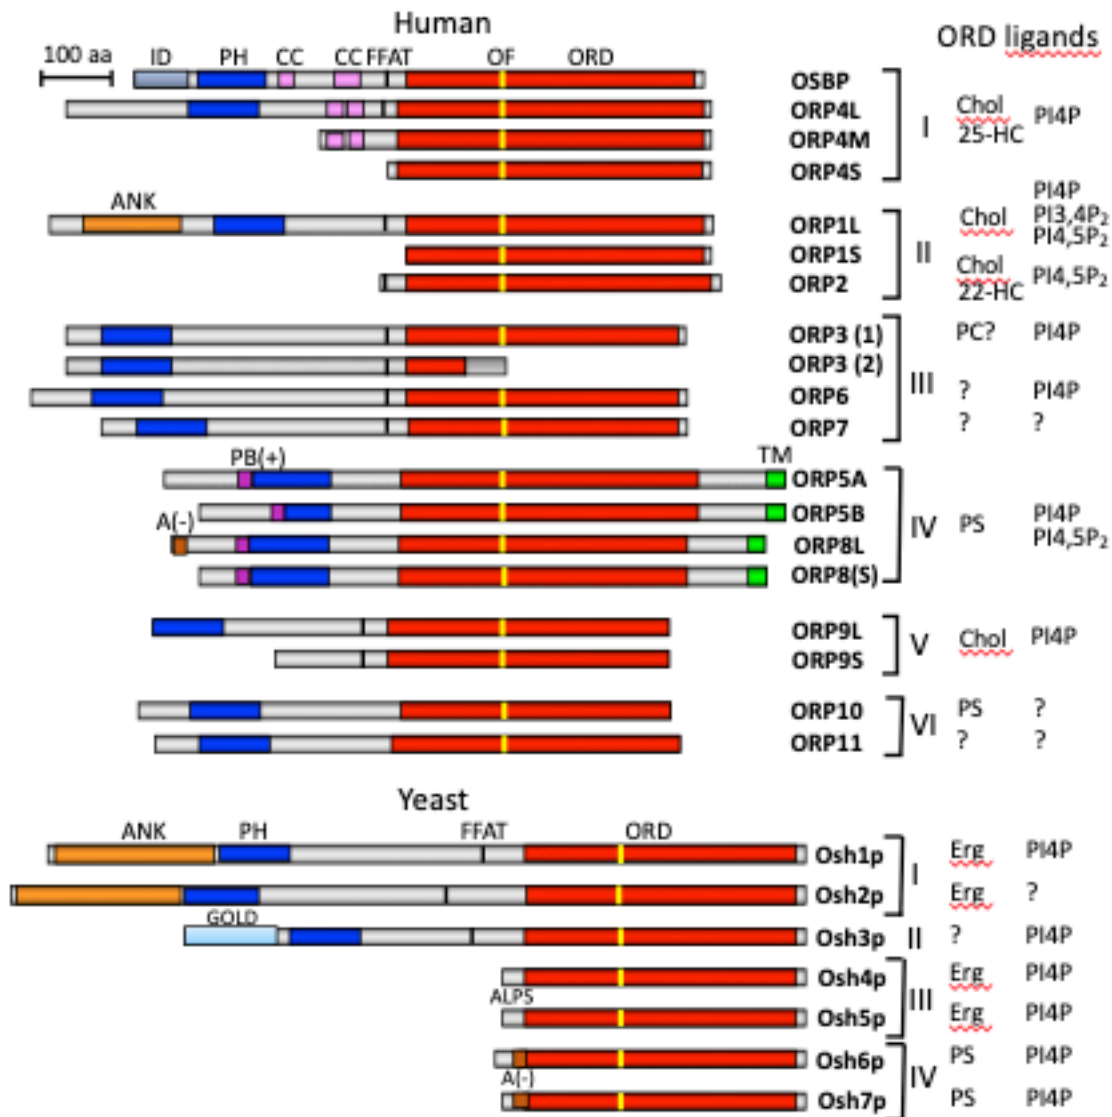 Human
ORD ligands
100 aa ID PH CC CC FFAT OF ORD
OSBP
ORP4L
ORP4M
ORP4S
I
Chol PI4P
25-HC
ANK
ORP1L
ORP1S
ORP2
II
PI4P
Chol PI3,4P2
PI4,5P2
Chol PI4,5P2
22-HC
ORP3 (1) PC? PI4P
ORP3 (2)
III
ORP6 ? PI4P
ORP7 ? ?
PB(+) TM
ORP5A
A(-) ORP5B
ORP8L
ORP8(S)
IV PS PI4P
PI4,5P2
ORP9L
ORP9S
V Chol PI4P
ORP10 PS ?
VI
ORP11 ? ?
Yeast
ANK PH FFAT ORD
Osh1p Erg PI4P
I
Osh2p Erg ?
GOLD
Osh3p II ? PI4P
Osh4p Erg PI4P
ALPS
III
Osh5p Erg PI4P
Osh6p PS PI4P
A(-)
IV
Osh7p PS PI4P